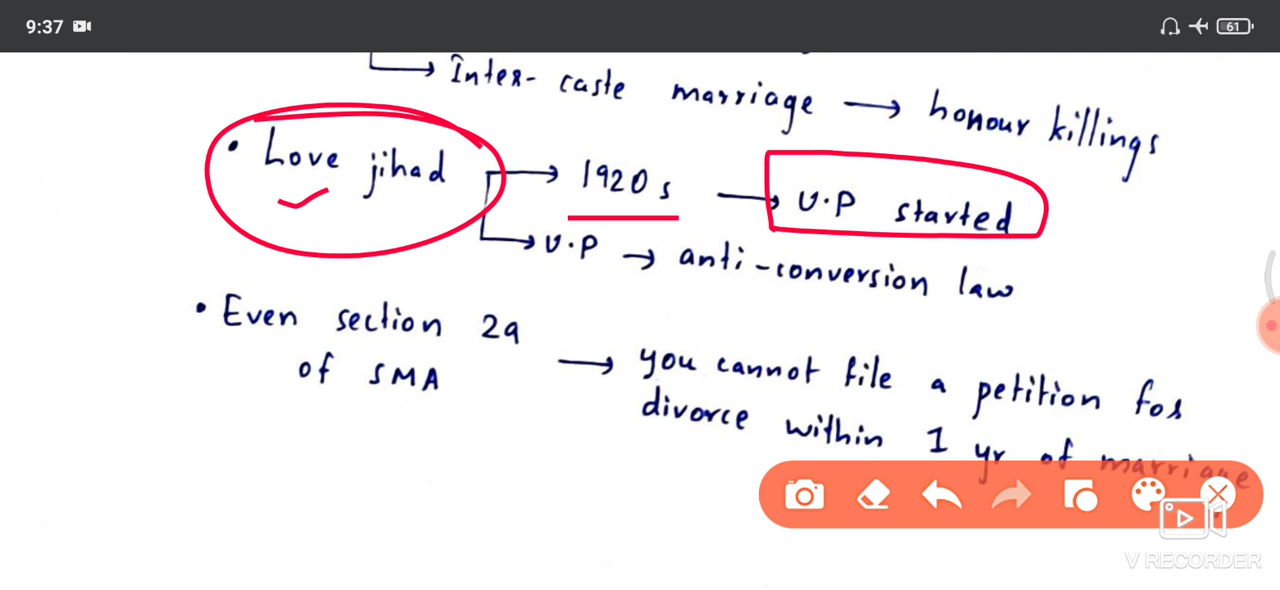 9:37
61
Inter-caste marriage → honour killings
• Love jihad → 1920s → U.P started
→ U.P → anti-conversion law
• Even section 29 of SMA → you cannot file a petition for divorce within 1 yr of marriage
V RECORDER